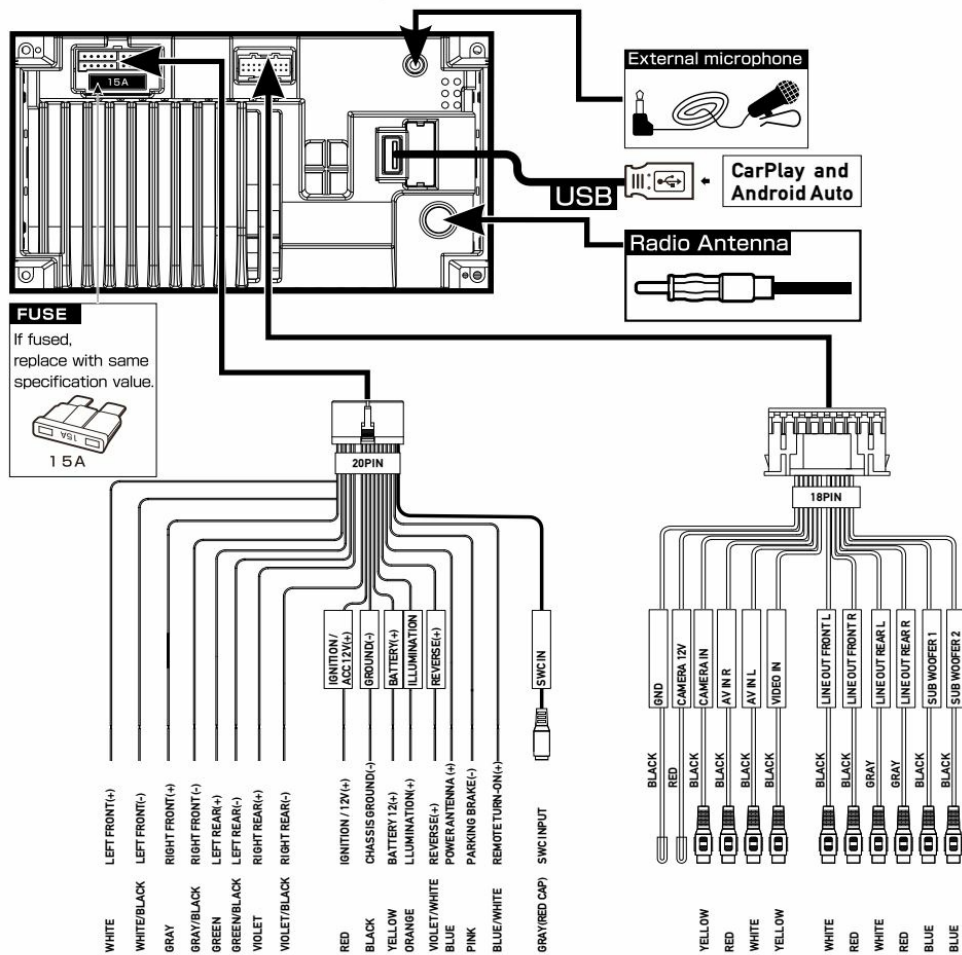 15A
External microphone
USB
CarPlay and
Android Auto
Radio Antenna
FUSE
If fused,
replace with same
specification value.
15A
15A
20PIN
18PIN
IGNITION /
ACC 12V(+)
GROUND(-)
BATTERY(+)
ILLUMINATION
REVERSE(+)
SWC IN
GND
CAMERA 12V
CAMERA IN
AV IN R
AV IN L
VIDEO IN
LINE OUT FRONT L
LINE OUT FRONT R
LINE OUT REAR L
LINE OUT REAR R
SUB WOOFER 1
SUB WOOFER 2
BLACK
RED
BLACK
BLACK
BLACK
BLACK
BLACK
BLACK
GRAY
GRAY
BLACK
BLACK
LEFT FRONT(+)
LEFT FRONT(-)
RIGHT FRONT(+)
RIGHT FRONT(-)
LEFT REAR(+)
LEFT REAR(-)
RIGHT REAR(+)
RIGHT REAR(-)
IGNITION / 12V(+)
CHASSIS GROUND(-)
BATTERY 12(+)
LLUMINATION(+)
REVERSE(+)
POWER ANTENNA (+)
PARKING BRAKE(-)
REMOTE TURN-ON(+)
SWC INPUT
WHITE
WHITE/BLACK
GRAY
GRAY/BLACK
GREEN
GREEN/BLACK
VIOLET
VIOLET/BLACK
RED
BLACK
YELLOW
ORANGE
VIOLET/WHITE
BLUE
PINK
BLUE/WHITE
GRAY(RED CAP)
YELLOW
RED
WHITE
YELLOW
WHITE
RED
WHITE
RED
BLUE
BLUE